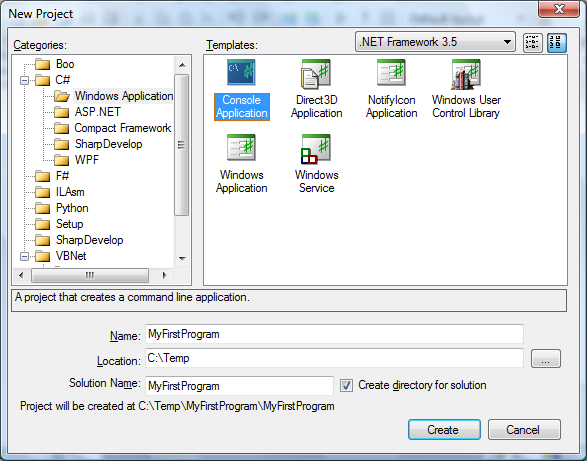 New Project
Categories:
Templates:
.NET Framework 3.5
Boo
C#
Windows Application
ASP.NET
Compact Framework
SharpDevelop
WPF
F#
ILAsm
Python
Setup
SharpDevelop
VBNet
Console Application
Direct3D Application
NotifyIcon Application
Windows User Control Library
Windows Application
Windows Service
A project that creates a command line application.
Name: MyFirstProgram
Location: C:\Temp
...
Solution Name: MyFirstProgram
Create directory for solution
Project will be created at C:\Temp\MyFirstProgram\MyFirstProgram
Create
Cancel